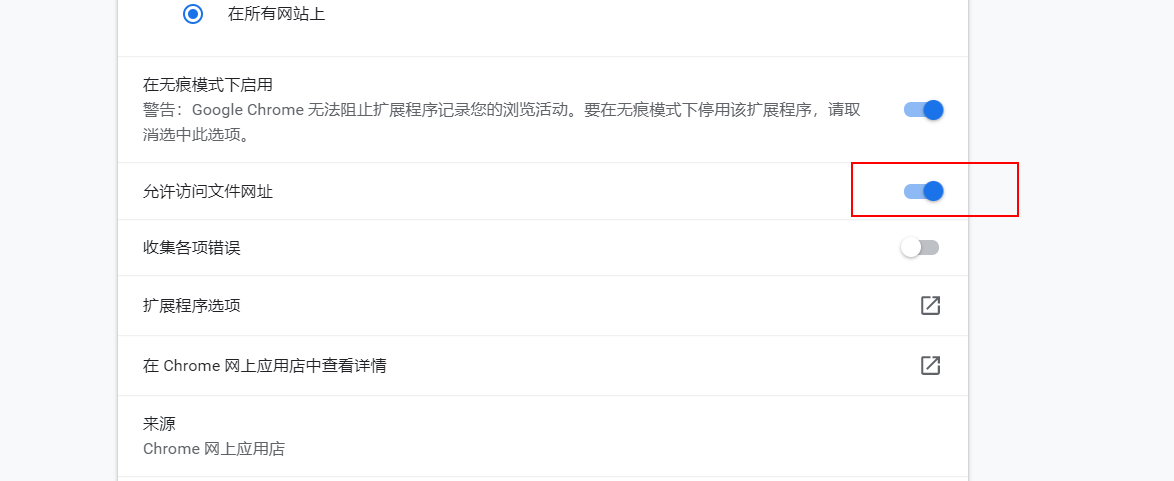 在所有网站上
在无痕模式下启用
警告：Google Chrome 无法阻止扩展程序记录您的浏览活动。要在无痕模式下停用该扩展程序，请取
消选中此选项。
允许访问文件网址
收集各项错误
扩展程序选项
在 Chrome 网上应用店中查看详情
来源
Chrome 网上应用店